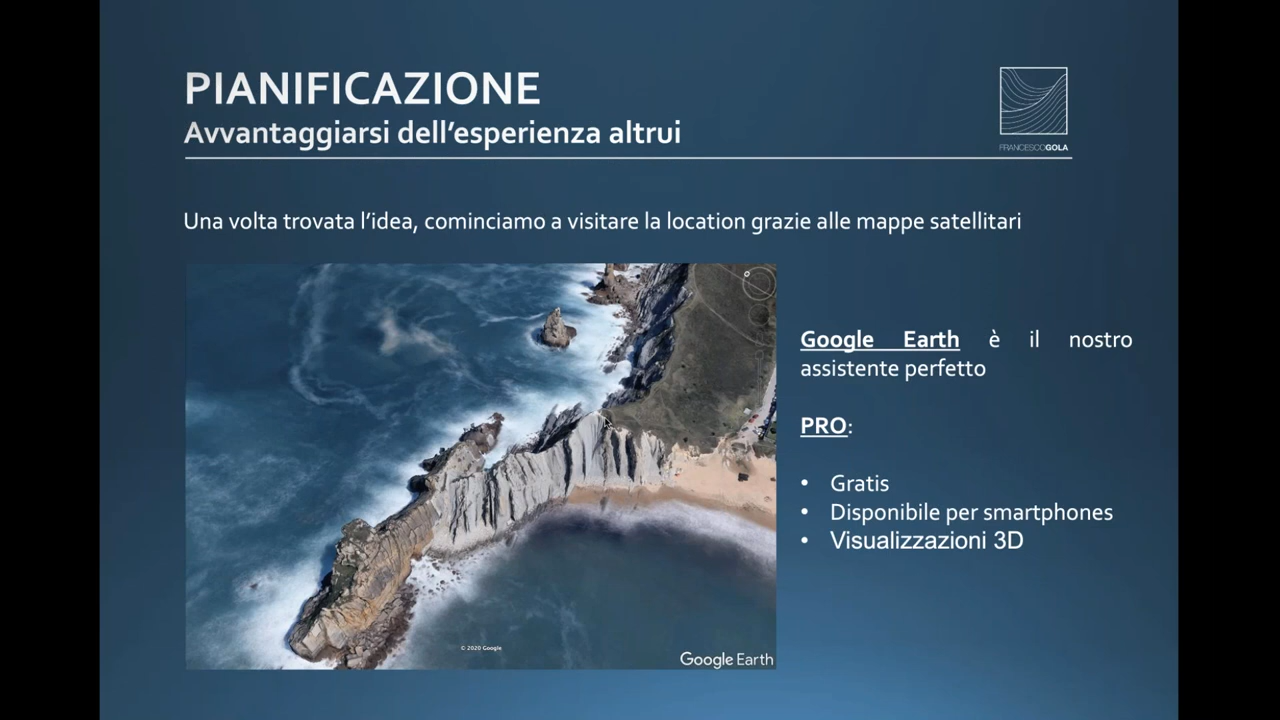 PIANIFICAZIONE
Avvantaggiarsi dell'esperienza altrui
FRANCESCOGOLA
Una volta trovata l'idea, cominciamo a visitare la location grazie alle mappe satellitari
Google Earth è il nostro
assistente perfetto
PRO:
• Gratis
• Disponibile per smartphones
• Visualizzazioni 3D
© 2020 Google
Google Earth